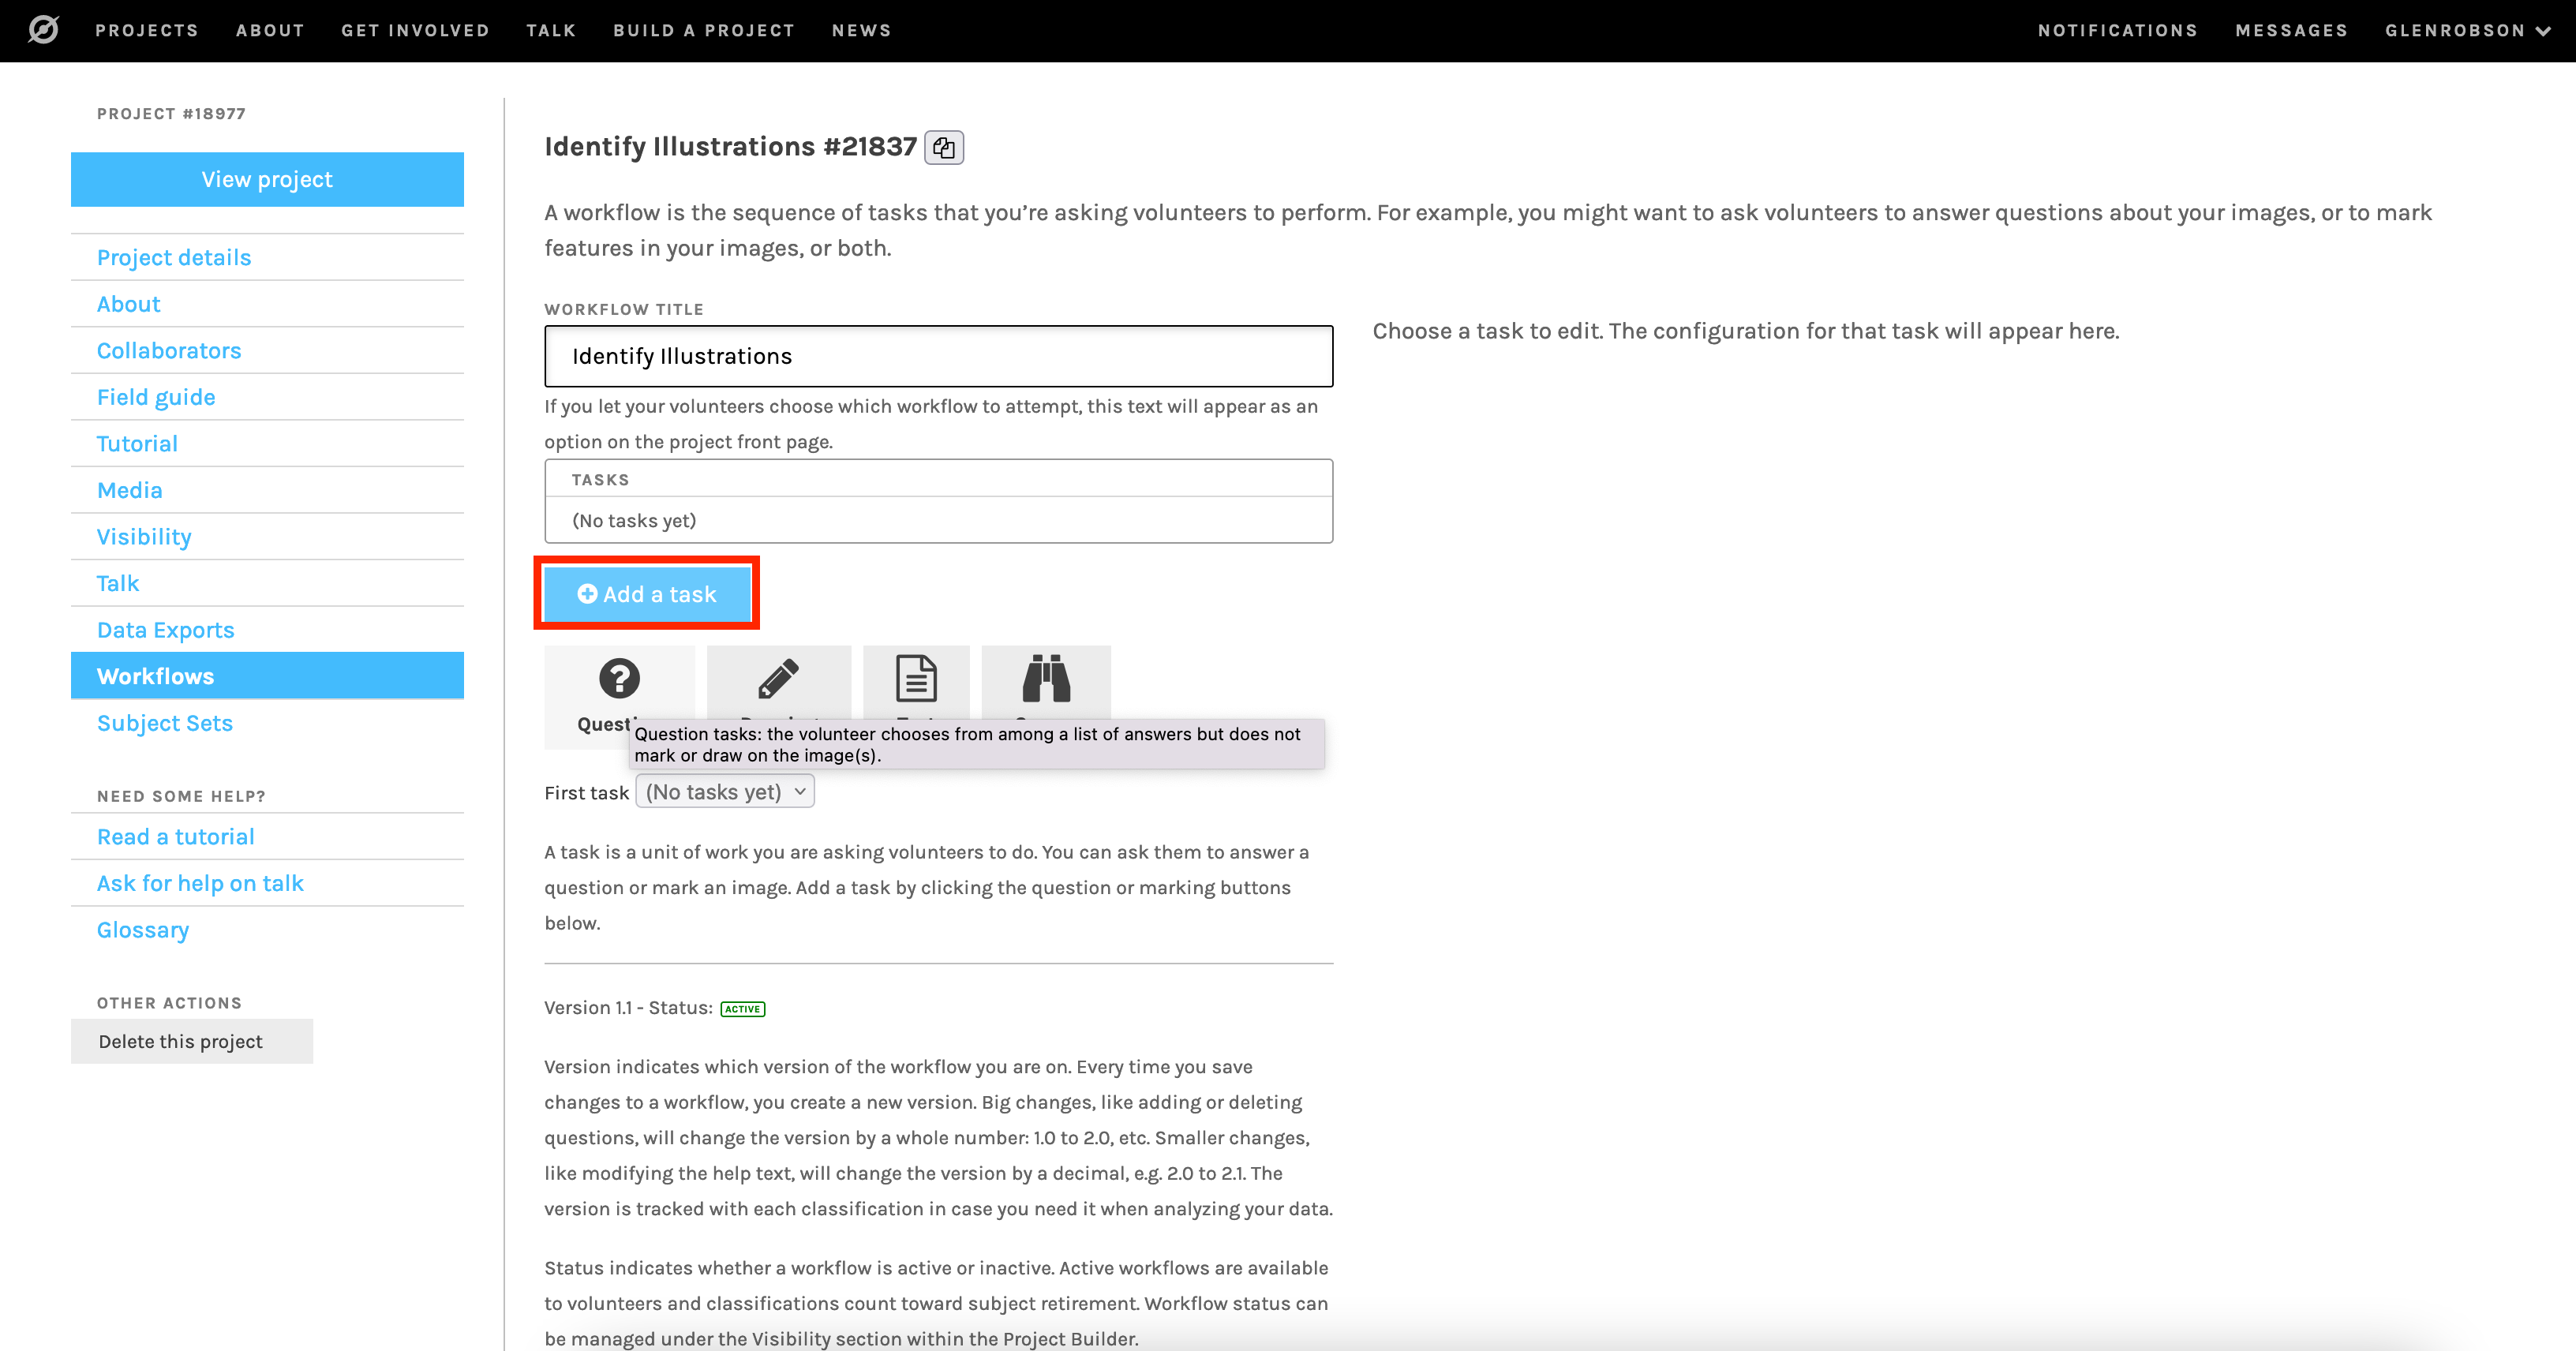 PROJECTS ABOUT GET INVOLVED TALK BUILD A PROJECT NEWS NOTIFICATIONS MESSAGES GLENROBSON
PROJECT #18977
View project
Project details
About
Collaborators
Field guide
Tutorial
Media
Visibility
Talk
Data Exports
Workflows
Subject Sets
NEED SOME HELP?
Read a tutorial
Ask for help on talk
Glossary
OTHER ACTIONS
Delete this project
Identify Illustrations #21837
A workflow is the sequence of tasks that you’re asking volunteers to perform. For example, you might want to ask volunteers to answer questions about your images, or to mark
features in your images, or both.
WORKFLOW TITLE
Identify Illustrations
If you let your volunteers choose which workflow to attempt, this text will appear as an
option on the project front page.
TASKS
(No tasks yet)
Add a task
Question tasks: the volunteer chooses from among a list of answers but does not
mark or draw on the image(s).
First task (No tasks yet)
A task is a unit of work you are asking volunteers to do. You can ask them to answer a
question or mark an image. Add a task by clicking the question or marking buttons
below.
Version 1.1 - Status: ACTIVE
Version indicates which version of the workflow you are on. Every time you save
changes to a workflow, you create a new version. Big changes, like adding or deleting
questions, will change the version by a whole number: 1.0 to 2.0, etc. Smaller changes,
like modifying the help text, will change the version by a decimal, e.g. 2.0 to 2.1. The
version is tracked with each classification in case you need it when analyzing your data.
Status indicates whether a workflow is active or inactive. Active workflows are available
to volunteers and classifications count toward subject retirement. Workflow status can
be managed under the Visibility section within the Project Builder.
Choose a task to edit. The configuration for that task will appear here.